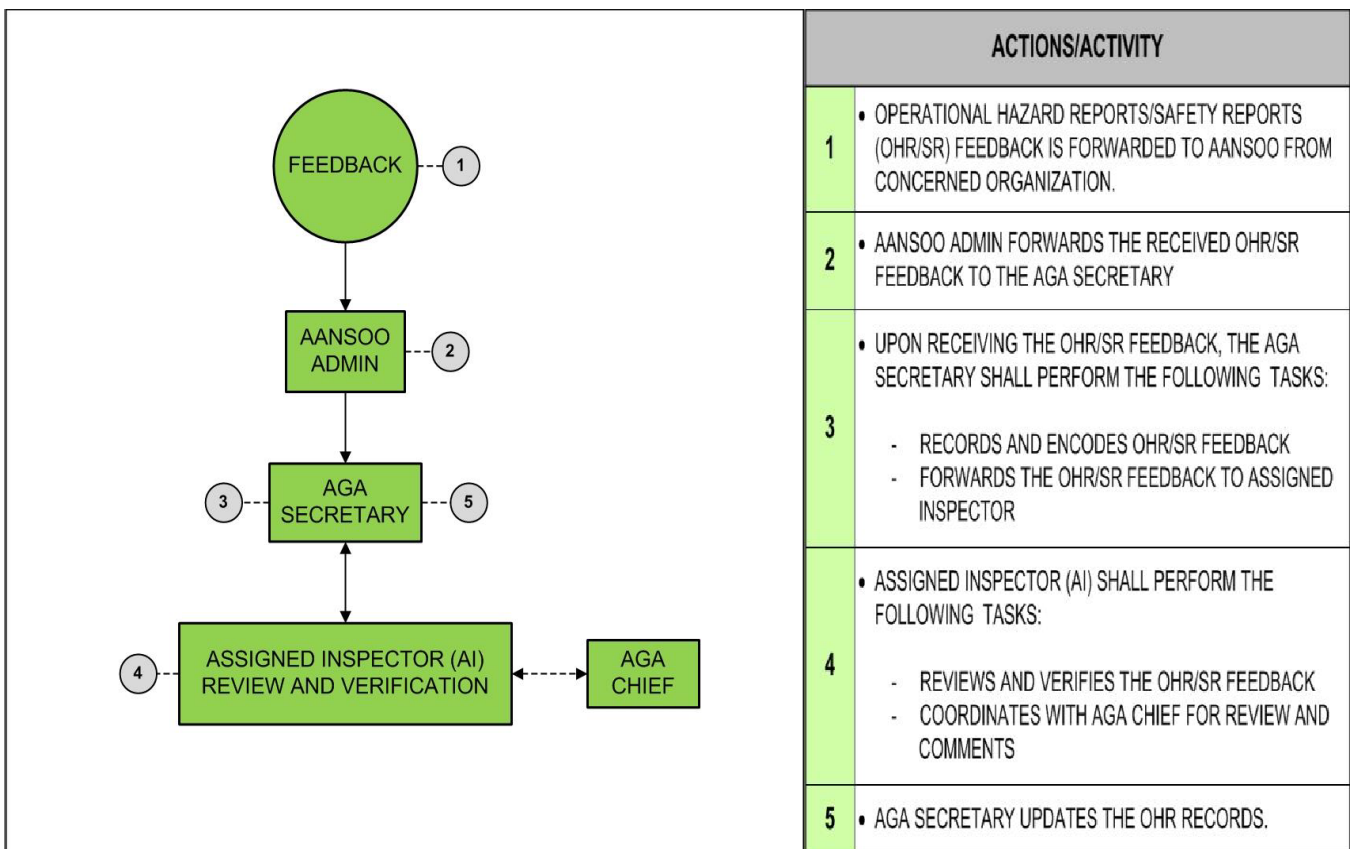 FEEDBACK
1
AANSOO
ADMIN
2
3
AGA
SECRETARY
5
4
ASSIGNED INSPECTOR (AI)
REVIEW AND VERIFICATION
AGA
CHIEF
ACTIONS/ACTIVITY
1
• OPERATIONAL HAZARD REPORTS/SAFETY REPORTS
(OHR/SR) FEEDBACK IS FORWARDED TO AANSOO FROM
CONCERNED ORGANIZATION.
2
• AANSOO ADMIN FORWARDS THE RECEIVED OHR/SR
FEEDBACK TO THE AGA SECRETARY
3
• UPON RECEIVING THE OHR/SR FEEDBACK, THE AGA
SECRETARY SHALL PERFORM THE FOLLOWING TASKS:
- RECORDS AND ENCODES OHR/SR FEEDBACK
- FORWARDS THE OHR/SR FEEDBACK TO ASSIGNED
INSPECTOR
4
• ASSIGNED INSPECTOR (AI) SHALL PERFORM THE
FOLLOWING TASKS:
- REVIEWS AND VERIFIES THE OHR/SR FEEDBACK
- COORDINATES WITH AGA CHIEF FOR REVIEW AND
COMMENTS
5
• AGA SECRETARY UPDATES THE OHR RECORDS.